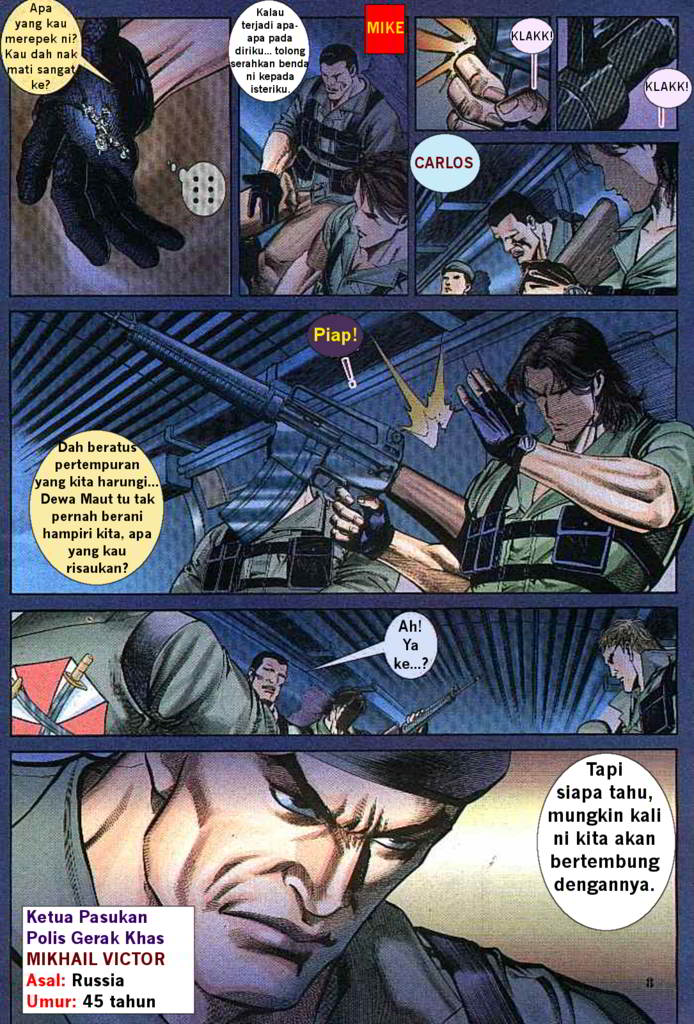 Apa
yang kau
merepek ni?
Kau dah nak
mati sangat
ke?
Kalau
terjadi apa-
apa pada
diriku... tolong
serahkan benda
ni kepada
isteriku.
MIKE
KLAKK!
KLAKK!
CARLOS
Piap!
!
Dah beratus
pertempuran
yang kita harungi...
Dewa Maut tu tak
pernah berani
hampiri kita, apa
yang kau
risaukan?
Ah!
Ya
ke...?
Tapi
siapa tahu,
mungkin kali
ni kita akan
bertembung
dengannya.
Ketua Pasukan
Polis Gerak Khas
MIKHAIL VICTOR
Asal: Russia
Umur: 45 tahun
8